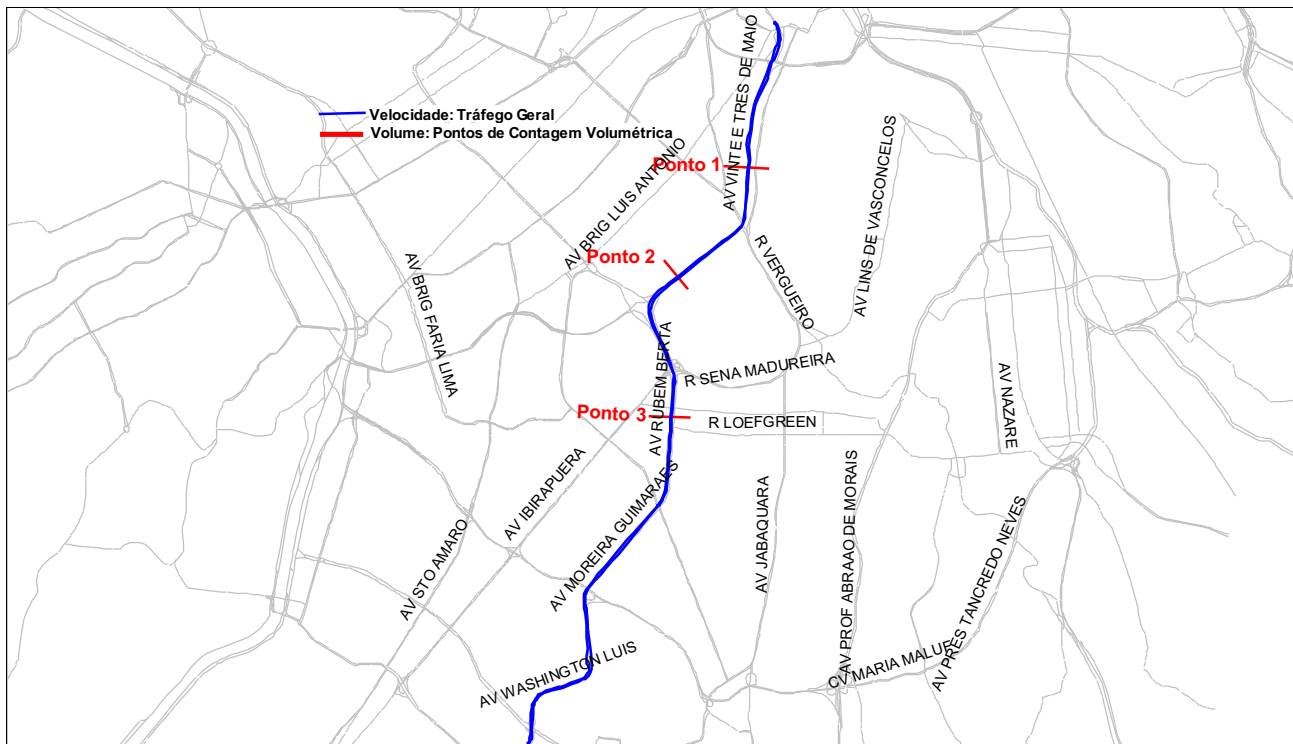 AV VINTE E TRES DE MAIO
Velocidade: Tráfego Geral
Volume: Pontos de Contagem Volumétrica
AV LINS DE VASCONCELOS
Ponto 1
AV BRIG LUIS ANTONIO
Ponto 2
R VERGUEIRO
AV BRIG FARIA LIMA
AV RUBEM BERTA
R SENA MADUREIRA
AV NAZARE
Ponto 3
R LOEFGREEN
AV IBIRAPUERA
AV MOREIRA GUIMARAES
AV JABAQUARA
AV PROF ABRAAO DE MORAIS
AV STO AMARO
AV PRES TANCREDO NEVES
CV MARIA MALUF
AV WASHINGTON LUIS